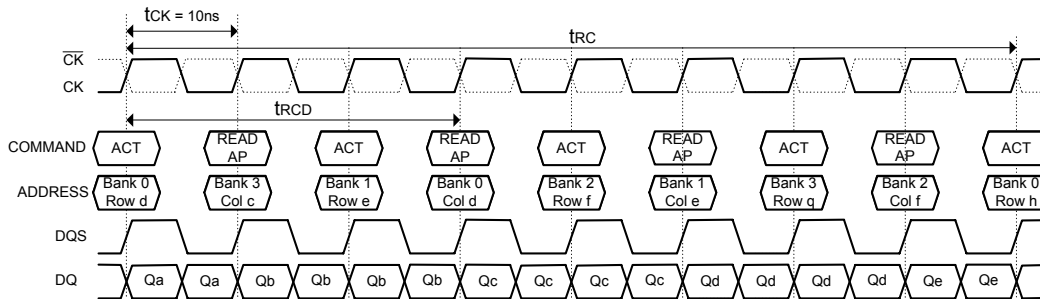 tCK = 10ns
tRC
CK
CK
tRCD
COMMAND ACT READ AP ACT READ AP ACT READ AP ACT READ AP ACT
ADDRESS Bank 0 Row d Bank 3 Col c Bank 1 Row e Bank 0 Col d Bank 2 Row f Bank 1 Col e Bank 3 Row q Bank 2 Col f Bank 0 Row h
DQS
DQ Qa Qa Qb Qb Qb Qb Qc Qc Qc Qc Qd Qd Qd Qd Qe Qe